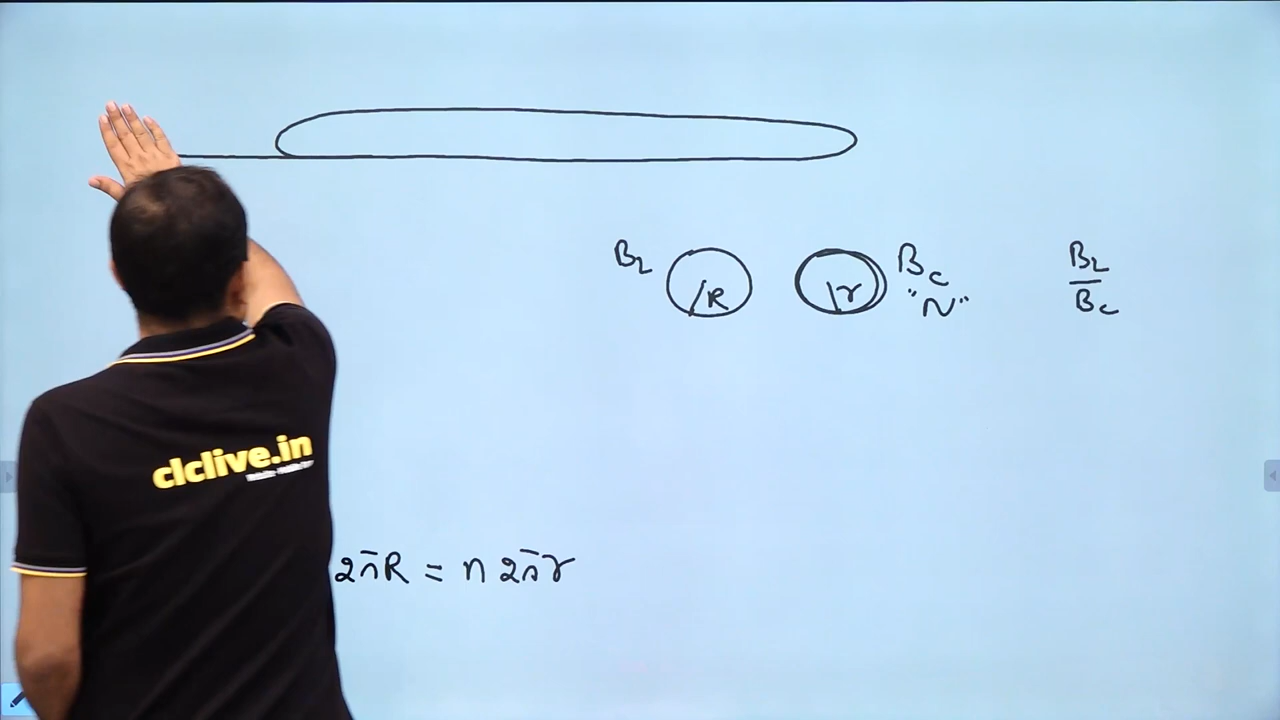 B_L R r B_C B_L
"N" B_C
clclive.in
2πR = n 2πr